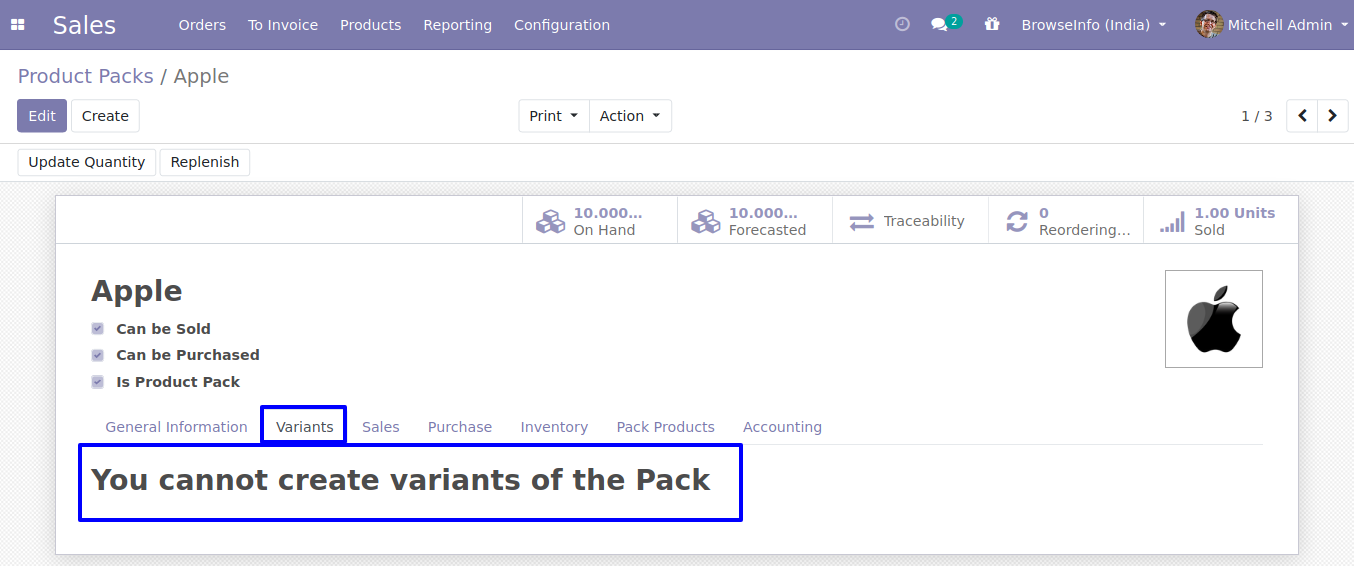 Sales Orders To Invoice Products Reporting Configuration 2 BrowseInfo (India) Mitchell Admin
Product Packs / Apple
Edit Create Print Action 1 / 3
Update Quantity Replenish
10.000... On Hand
10.000... Forecasted
Traceability
0 Reordering...
1.00 Units Sold
Apple
Can be Sold
Can be Purchased
Is Product Pack
General Information Variants Sales Purchase Inventory Pack Products Accounting
You cannot create variants of the Pack